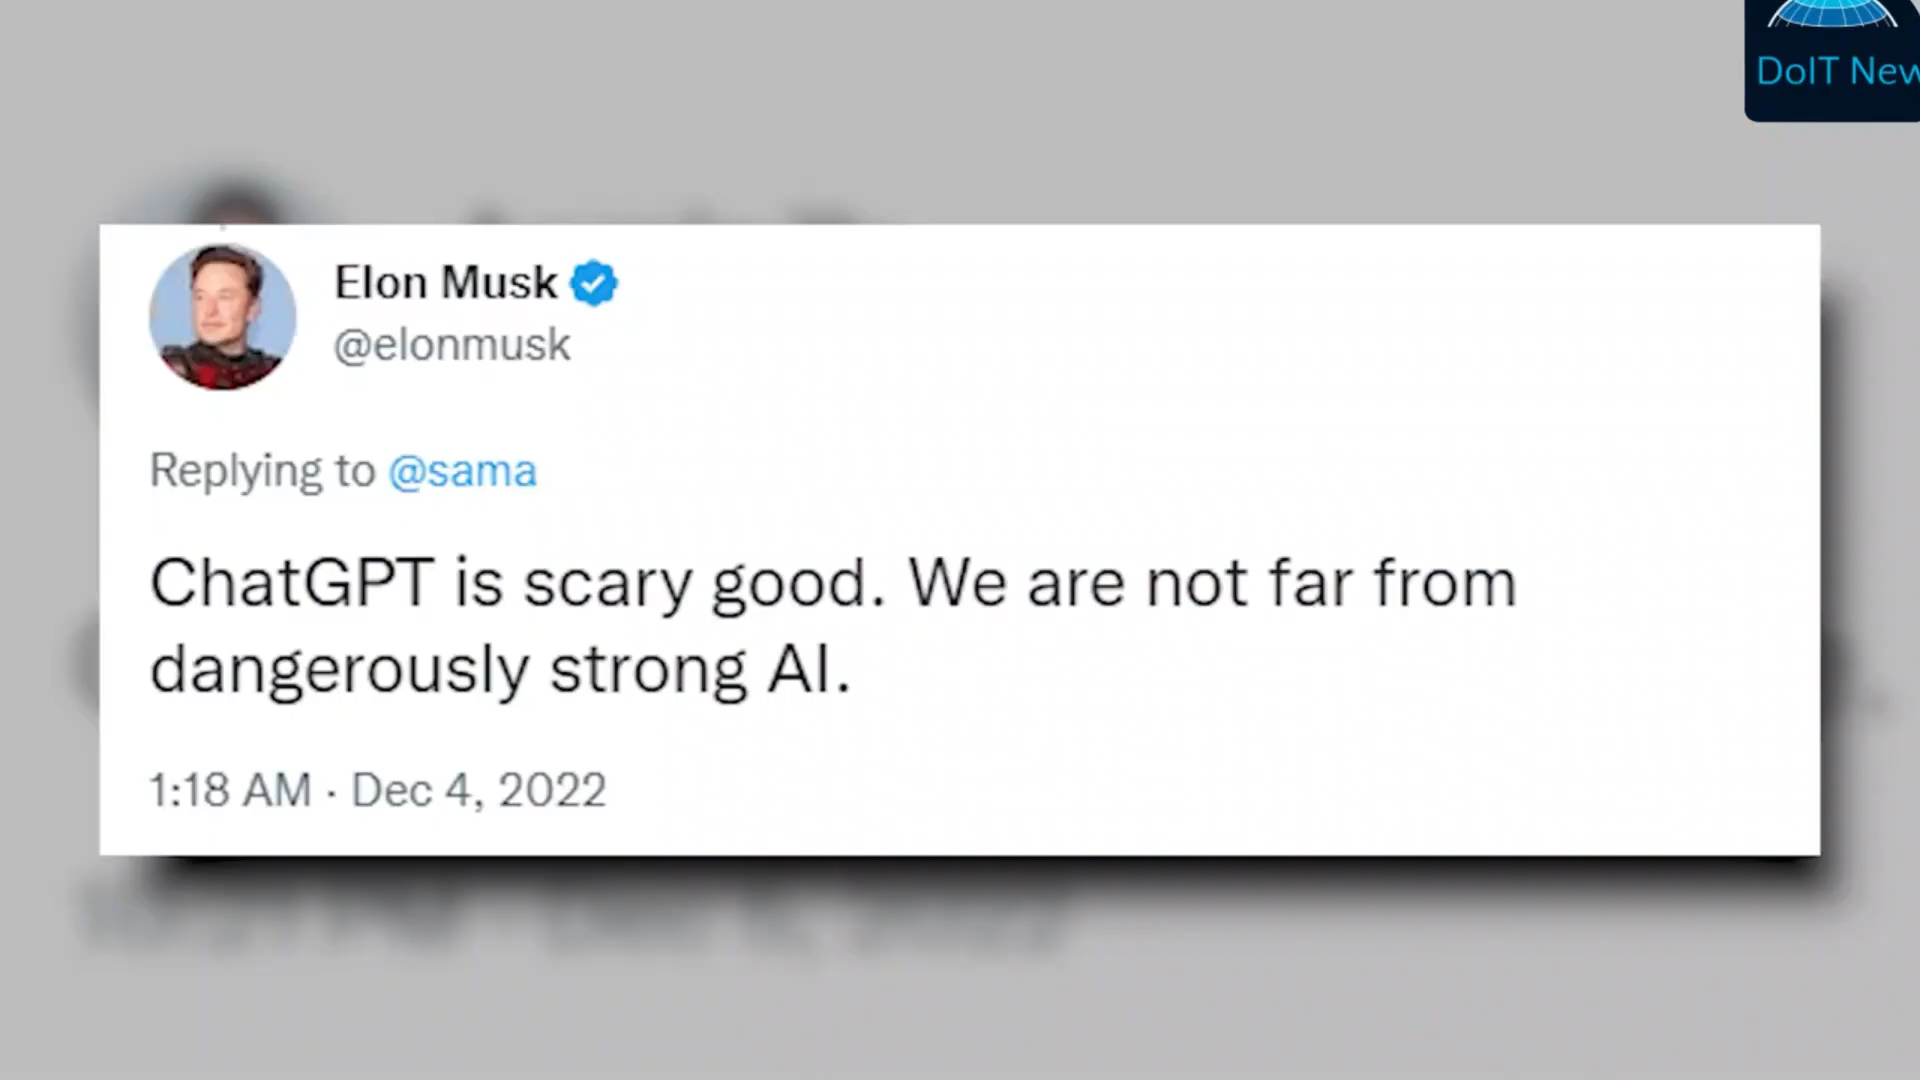 DoIT New
Elon Musk
@elonmusk
Replying to @sama
ChatGPT is scary good. We are not far from
dangerously strong AI.
1:18 AM · Dec 4, 2022